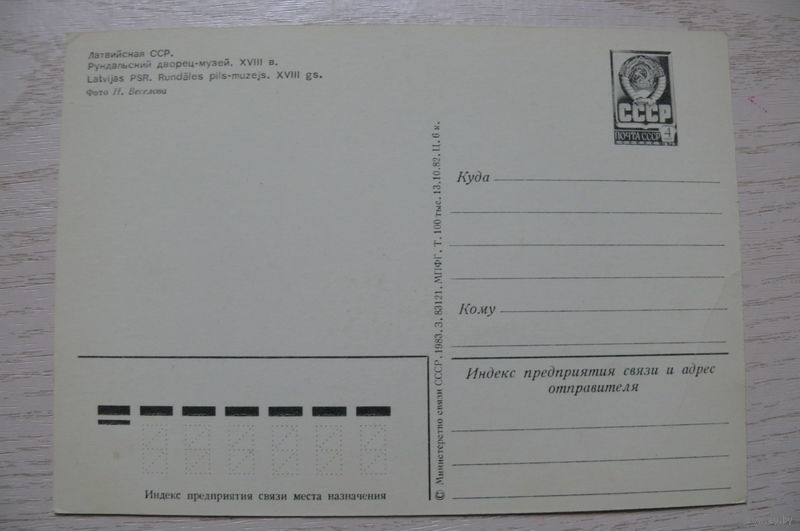 Латвийская ССР.
Рундальский дворец-музей. XVIII в.
Latvijas PSR. Rundāles pils-muzejs. XVIII gs.
Фото Н. Веселова
СССР
ПОЧТА СССР 4
Куда
Кому
© Министерство связи СССР. 1983. З. 83121. МПФГ. Т. 100 тыс. 13.10.82. Ц. 6 к.
Индекс предприятия связи и адрес
отправителя
Индекс предприятия связи места назначения